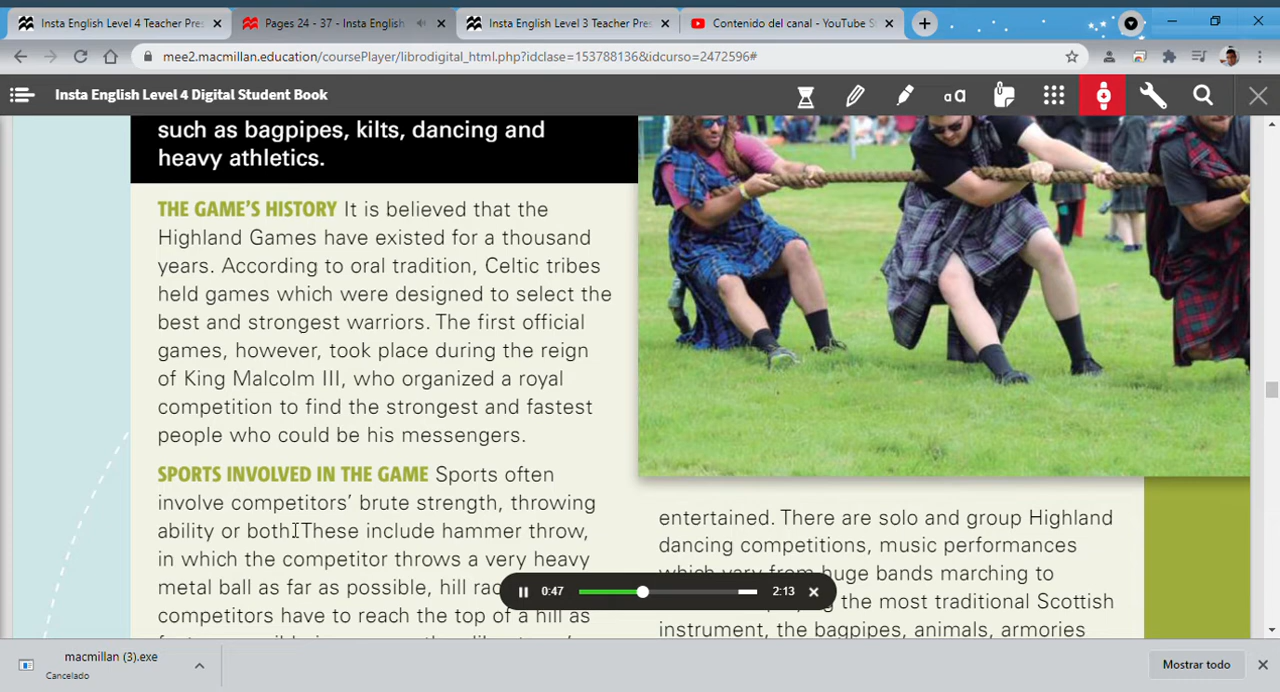 Insta English Level 4 Teacher Pres
Pages 24 - 37 - Insta English
Insta English Level 3 Teacher Pres
Contenido del canal - YouTube S
mee2.macmillan.education/coursePlayer/librodigital_html.php?idclase=153788136&idcurso=2472596#
Insta English Level 4 Digital Student Book
aα
such as bagpipes, kilts, dancing and
heavy athletics.
THE GAME'S HISTORY It is believed that the
Highland Games have existed for a thousand
years. According to oral tradition, Celtic tribes
held games which were designed to select the
best and strongest warriors. The first official
games, however, took place during the reign
of King Malcolm III, who organized a royal
competition to find the strongest and fastest
people who could be his messengers.
SPORTS INVOLVED IN THE GAME Sports often
involve competitors' brute strength, throwing
ability or both. These include hammer throw,
in which the competitor throws a very heavy
metal ball as far as possible, hill
competitors have to reach the top of a hill as
entertained. There are solo and group Highland
dancing competitions, music performances
which vary from huge bands marching to
the most traditional Scottish
instrument, the bagpipes, animals, armories
0:47
2:13
macmillan (3).exe
Cancelado
Mostrar todo